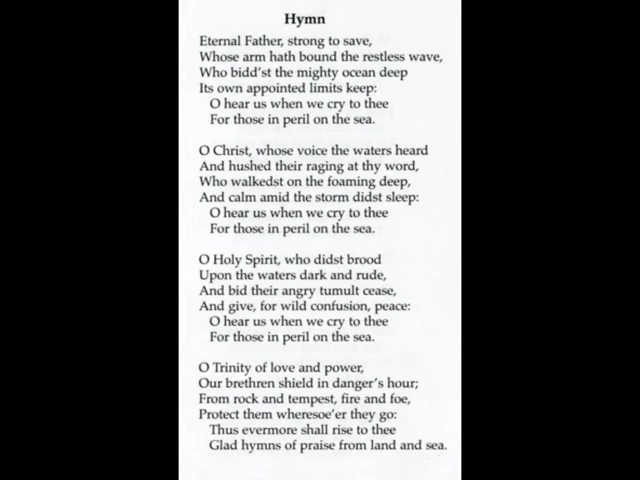 Hymn
Eternal Father, strong to save,
Whose arm hath bound the restless wave,
Who bidd'st the mighty ocean deep
Its own appointed limits keep:
O hear us when we cry to thee
For those in peril on the sea.
O Christ, whose voice the waters heard
And hushed their raging at thy word,
Who walkedst on the foaming deep,
And calm amid the storm didst sleep:
O hear us when we cry to thee
For those in peril on the sea.
O Holy Spirit, who didst brood
Upon the waters dark and rude,
And bid their angry tumult cease,
And give, for wild confusion, peace:
O hear us when we cry to thee
For those in peril on the sea.
O Trinity of love and power,
Our brethren shield in danger's hour;
From rock and tempest, fire and foe,
Protect them wheresoe'er they go:
Thus evermore shall rise to thee
Glad hymns of praise from land and sea.